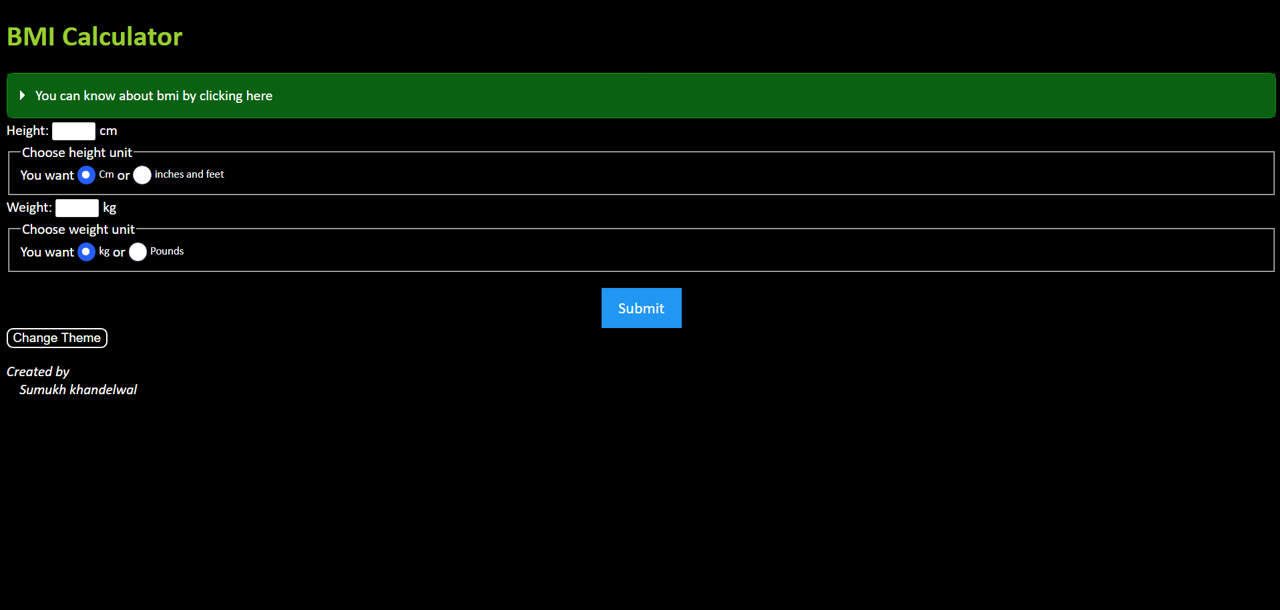 BMI Calculator
You can know about bmi by clicking here
Height: cm
Choose height unit
You want Cm or inches and feet
Weight: kg
Choose weight unit
You want kg or Pounds
Submit
Change Theme
Created by
Sumukh khandelwal